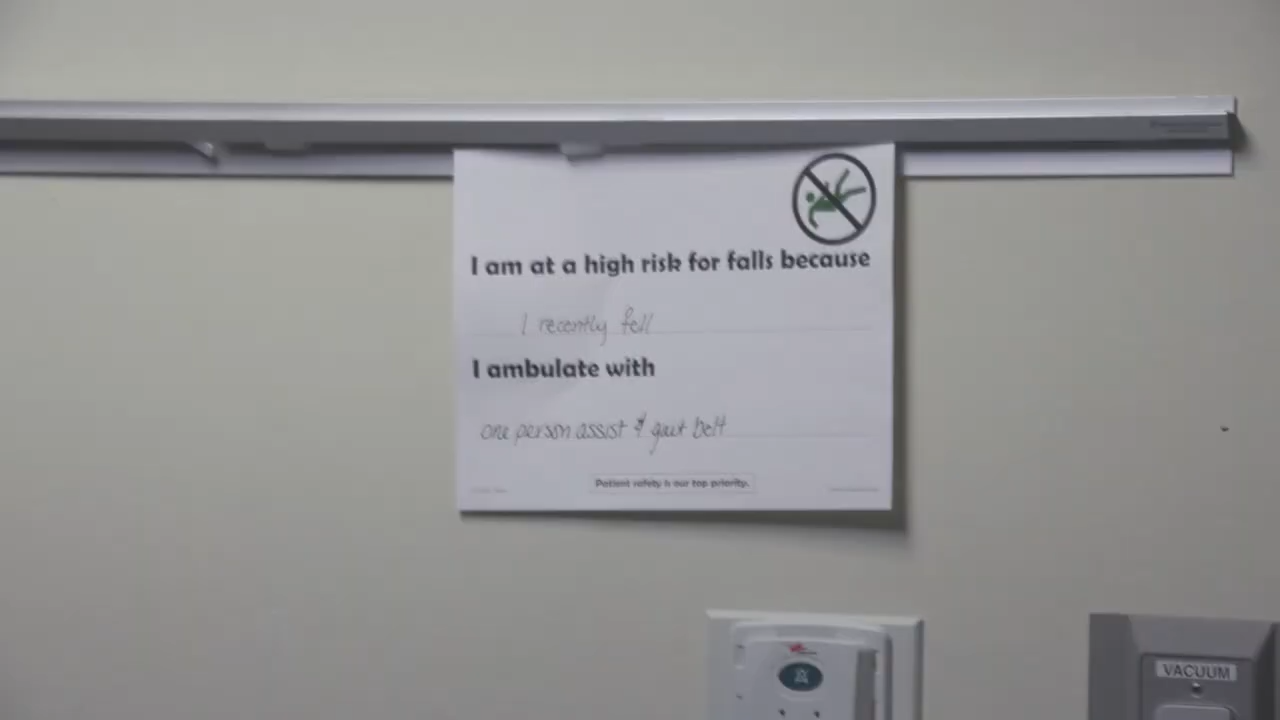 I am at a high risk for falls because
I recently fell
I ambulate with
one person assist & gait belt
Patient safety is our top priority.
VACUUM